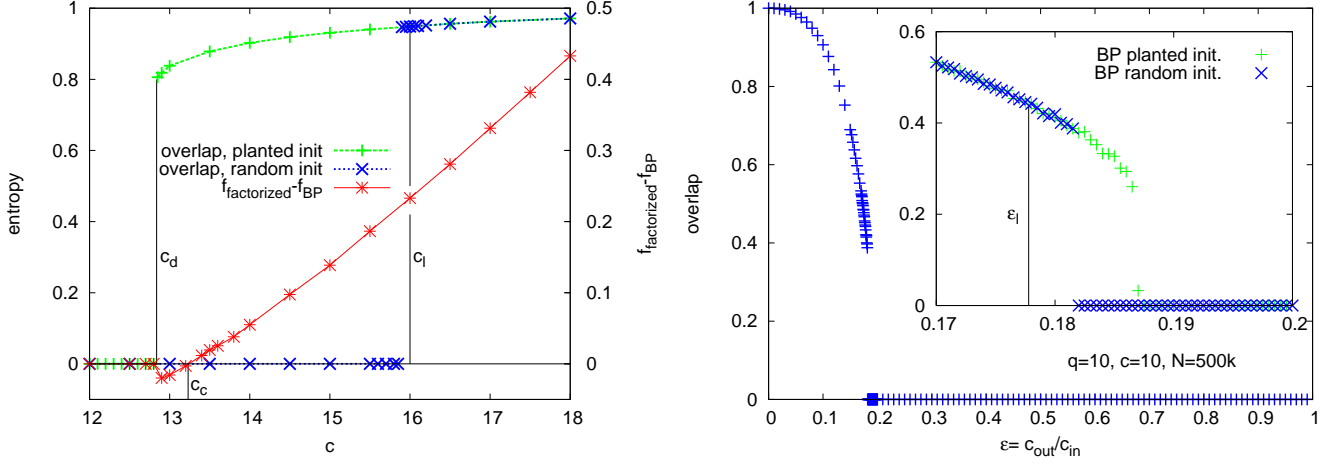 entropy
1
0.8
0.6
0.4
0.2
0
12
13
14
15
16
17
18
c
0.5
0.4
0.3
0.2
0.1
0
f_factorized-f_BP
overlap, planted init
overlap, random init
f_factorized-f_BP
c_d
c_c
c_l
overlap
1
0.8
0.6
0.4
0.2
0
0
0.1
0.2
0.3
0.4
0.5
0.6
0.7
0.8
0.9
1
ε= c_out/c_in
0.6
0.4
0.2
0
0.17
0.18
0.19
0.2
BP planted init.
BP random init.
ε_l
q=10, c=10, N=500k